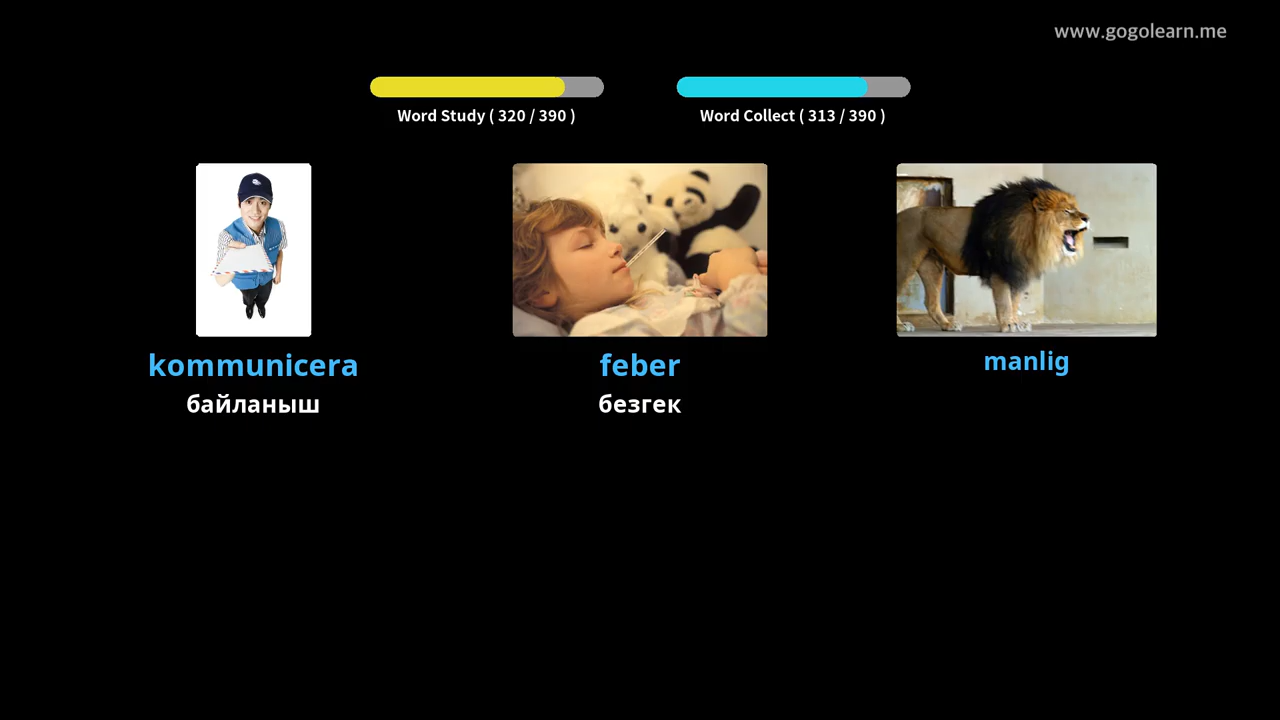 www.gogolearn.me
Word Study ( 320 / 390 )
Word Collect ( 313 / 390 )
kommunicera
байланыш
feber
безгек
manlig